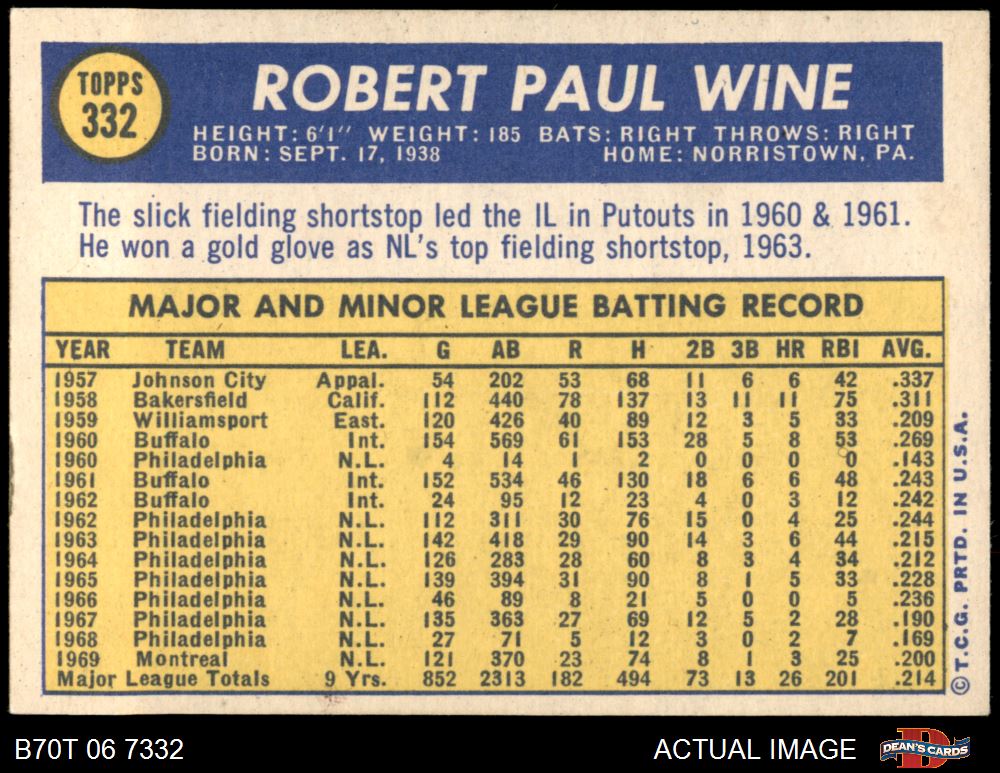 TOPPS
332
ROBERT PAUL WINE
HEIGHT: 6'1" WEIGHT: 185 BATS: RIGHT THROWS: RIGHT
BORN: SEPT. 17, 1938 HOME: NORRISTOWN, PA.
The slick fielding shortstop led the IL in Putouts in 1960 & 1961.
He won a gold glove as NL's top fielding shortstop, 1963.
MAJOR AND MINOR LEAGUE BATTING RECORD
YEAR TEAM LEA. G AB R H 2B 3B HR RBI AVG.
1957 Johnson City Appal. 54 202 53 68 11 6 6 42 .337
1958 Bakersfield Calif. 112 440 78 137 13 11 11 75 .311
1959 Williamsport East. 120 426 40 89 12 3 5 33 .209
1960 Buffalo Int. 154 569 61 153 28 5 8 53 .269
1960 Philadelphia N.L. 4 14 1 2 0 0 0 0 .143
1961 Buffalo Int. 152 534 46 130 18 6 6 48 .243
1962 Buffalo Int. 24 95 12 23 4 0 3 12 .242
1962 Philadelphia N.L. 112 311 30 76 15 0 4 25 .244
1963 Philadelphia N.L. 142 418 29 90 14 3 6 44 .215
1964 Philadelphia N.L. 126 283 28 60 8 3 4 34 .212
1965 Philadelphia N.L. 139 394 31 90 8 1 5 33 .228
1966 Philadelphia N.L. 46 89 8 21 5 0 0 5 .236
1967 Philadelphia N.L. 135 363 27 69 12 5 2 28 .190
1968 Philadelphia N.L. 27 71 5 12 3 0 2 7 .169
1969 Montreal N.L. 121 370 23 74 8 1 3 25 .200
Major League Totals 9 Yrs. 852 2313 182 494 73 13 26 201 .214
© T.C.G. PRTD. IN U.S.A.
B70T 06 7332 ACTUAL IMAGE
D
DEAN'S CARDS